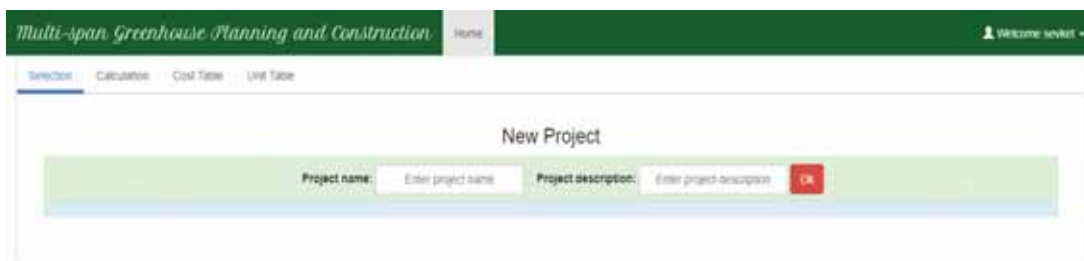 Multi-span Greenhouse Planning and Construction Home Welcome sevket
Selection Calculation Cost Table Unit Table
New Project
Project name: Enter project name Project description: Enter project description Ok